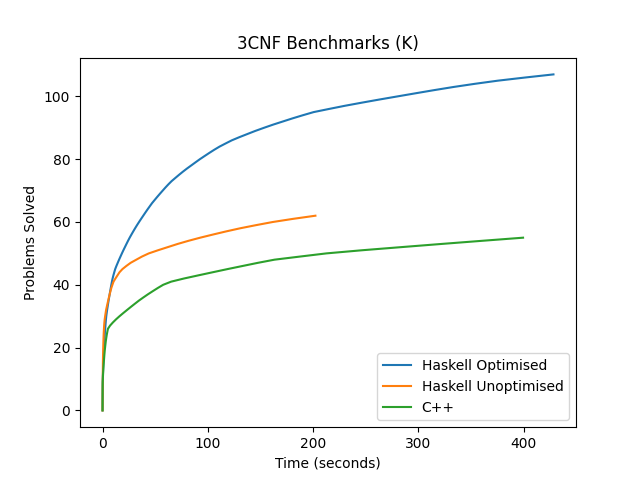 3CNF Benchmarks (K)
Problems Solved
100
80
60
40
20
0
Haskell Optimised
Haskell Unoptimised
C++
0 100 200 300 400
Time (seconds)